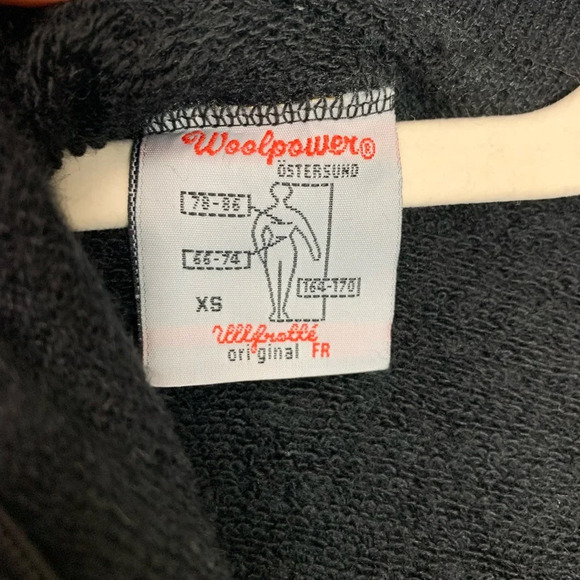 Woolpower®
ÖSTERSUND
78-86
66-74
164-170
XS
Ullfrotté
original FR